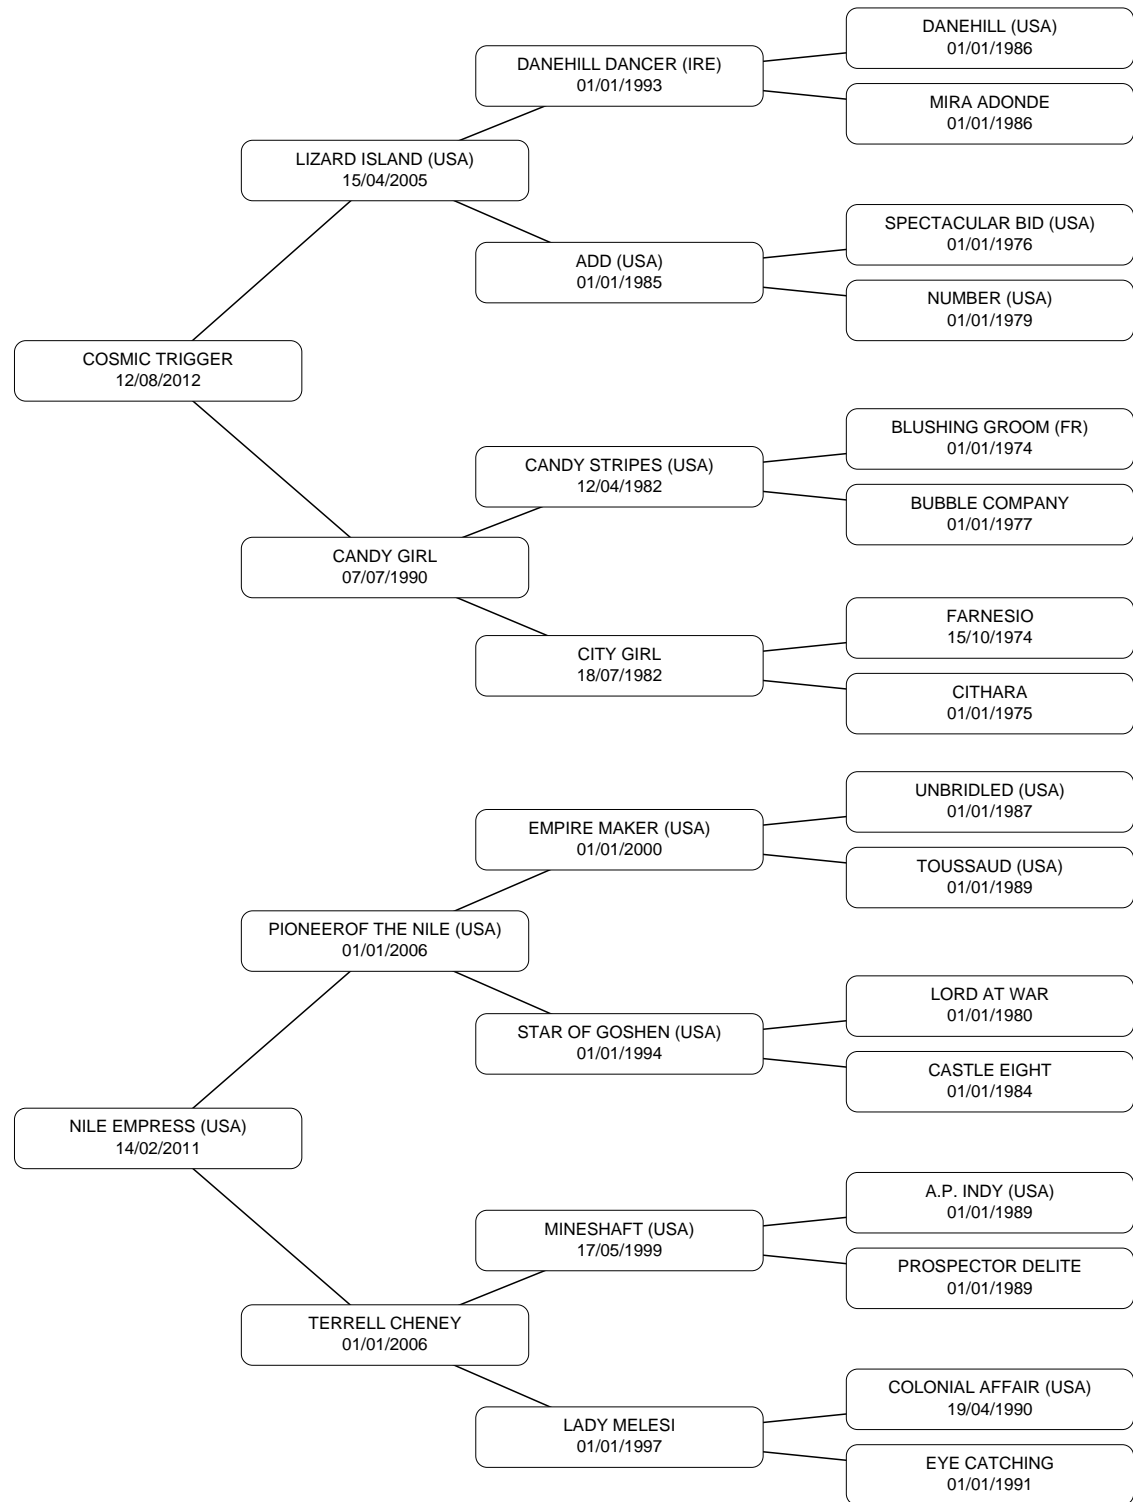 DANEHILL (USA)
01/01/1986
DANEHILL DANCER (IRE)
01/01/1993
MIRA ADONDE
01/01/1986
LIZARD ISLAND (USA)
15/04/2005
SPECTACULAR BID (USA)
01/01/1976
ADD (USA)
01/01/1985
NUMBER (USA)
01/01/1979
COSMIC TRIGGER
12/08/2012
BLUSHING GROOM (FR)
01/01/1974
CANDY STRIPES (USA)
12/04/1982
BUBBLE COMPANY
01/01/1977
CANDY GIRL
07/07/1990
FARNESIO
15/10/1974
CITY GIRL
18/07/1982
CITHARA
01/01/1975
UNBRIDLED (USA)
01/01/1987
EMPIRE MAKER (USA)
01/01/2000
TOUSSAUD (USA)
01/01/1989
PIONEEROF THE NILE (USA)
01/01/2006
LORD AT WAR
01/01/1980
STAR OF GOSHEN (USA)
01/01/1994
CASTLE EIGHT
01/01/1984
NILE EMPRESS (USA)
14/02/2011
A.P. INDY (USA)
01/01/1989
MINESHAFT (USA)
17/05/1999
PROSPECTOR DELITE
01/01/1989
TERRELL CHENEY
01/01/2006
COLONIAL AFFAIR (USA)
19/04/1990
LADY MELESI
01/01/1997
EYE CATCHING
01/01/1991